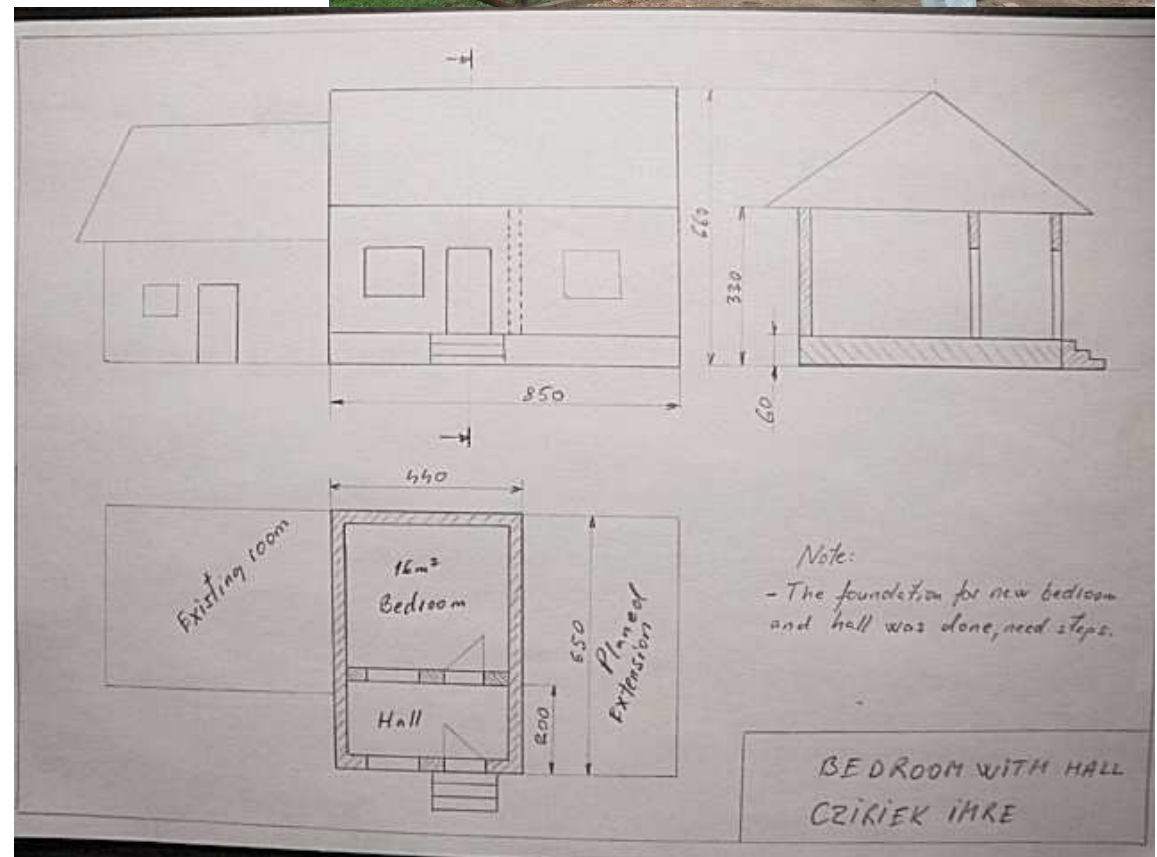 660
330
60
850
440
Existing room
16m²
Bedroom
Hall
650
200
Planed
Extension
Note:
- The foundation for new bedroom
and hall was done, need steps.
BEDROOM WITH HALL
CZIRIEK IMRE